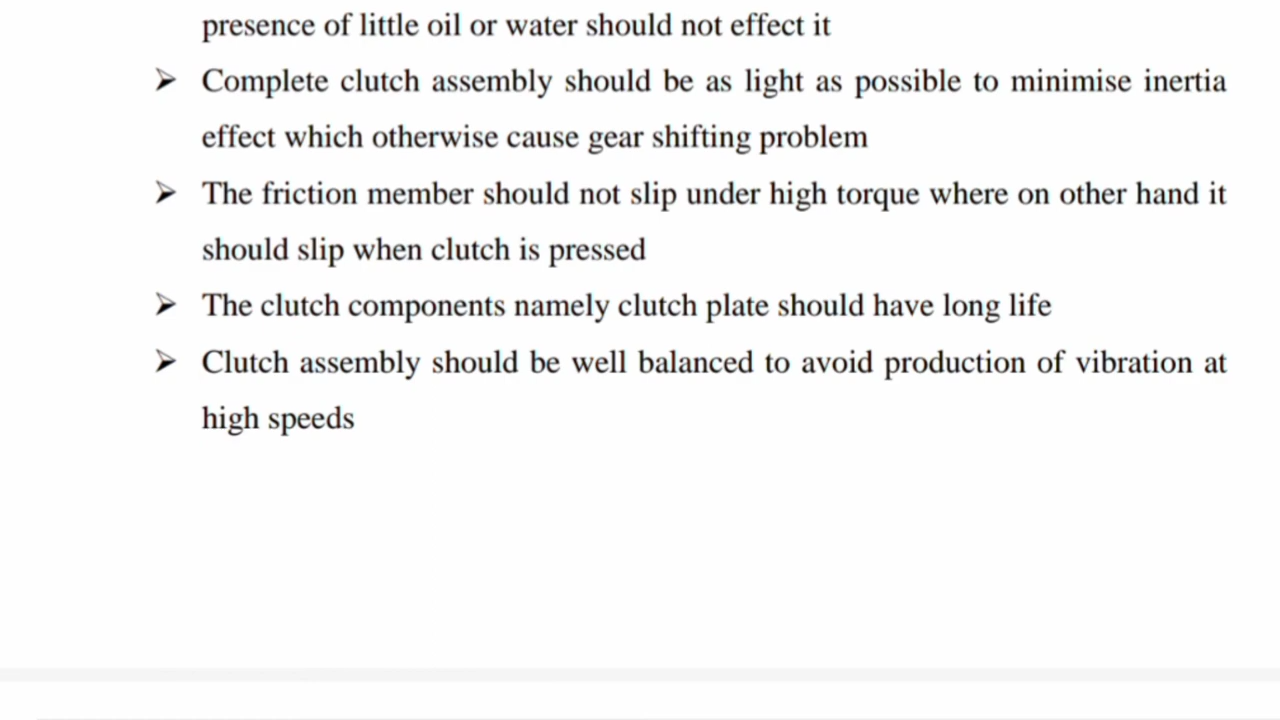 presence of little oil or water should not effect it
➢ Complete clutch assembly should be as light as possible to minimise inertia
effect which otherwise cause gear shifting problem
➢ The friction member should not slip under high torque where on other hand it
should slip when clutch is pressed
➢ The clutch components namely clutch plate should have long life
➢ Clutch assembly should be well balanced to avoid production of vibration at
high speeds